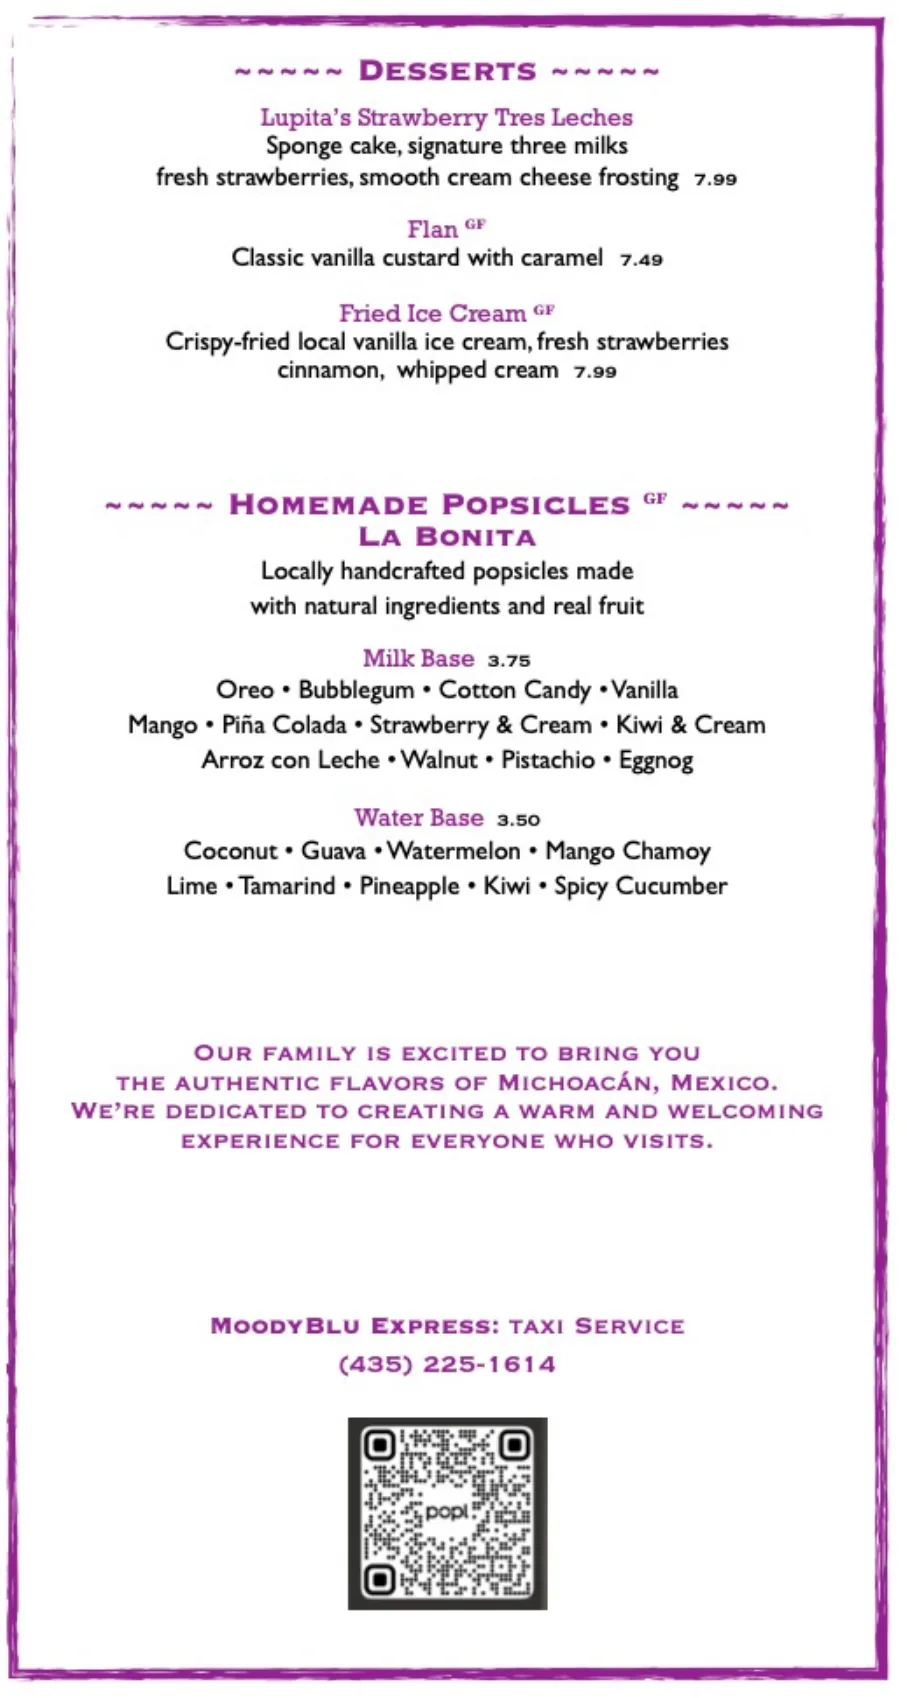 ~~~~~ DESSERTS ~~~~~
Lupita's Strawberry Tres Leches
Sponge cake, signature three milks
fresh strawberries, smooth cream cheese frosting 7.99
Flan GF
Classic vanilla custard with caramel 7.49
Fried Ice Cream GF
Crispy-fried local vanilla ice cream, fresh strawberries
cinnamon, whipped cream 7.99
~~~~~ HOMEMADE POPSICLES GF ~~~~~
LA BONITA
Locally handcrafted popsicles made
with natural ingredients and real fruit
Milk Base 3.75
Oreo • Bubblegum • Cotton Candy • Vanilla
Mango • Piña Colada • Strawberry & Cream • Kiwi & Cream
Arroz con Leche • Walnut • Pistachio • Eggnog
Water Base 3.50
Coconut • Guava • Watermelon • Mango Chamoy
Lime • Tamarind • Pineapple • Kiwi • Spicy Cucumber
OUR FAMILY IS EXCITED TO BRING YOU
THE AUTHENTIC FLAVORS OF MICHOACÁN, MEXICO.
WE'RE DEDICATED TO CREATING A WARM AND WELCOMING
EXPERIENCE FOR EVERYONE WHO VISITS.
MOODYBLU EXPRESS: TAXI SERVICE
(435) 225-1614
popl